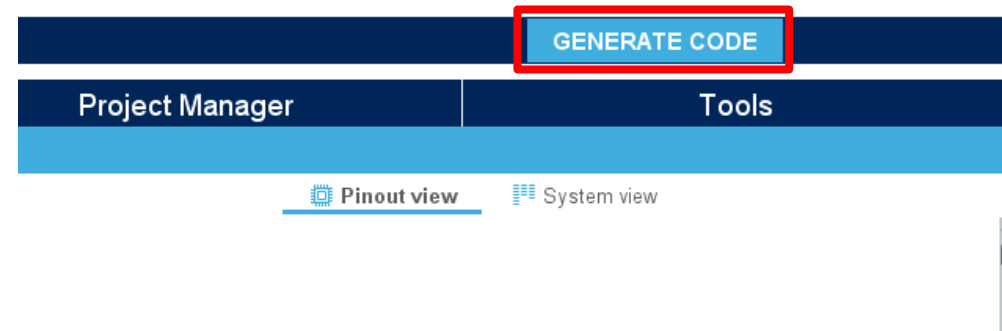 GENERATE CODE
Project Manager Tools
Pinout view System view